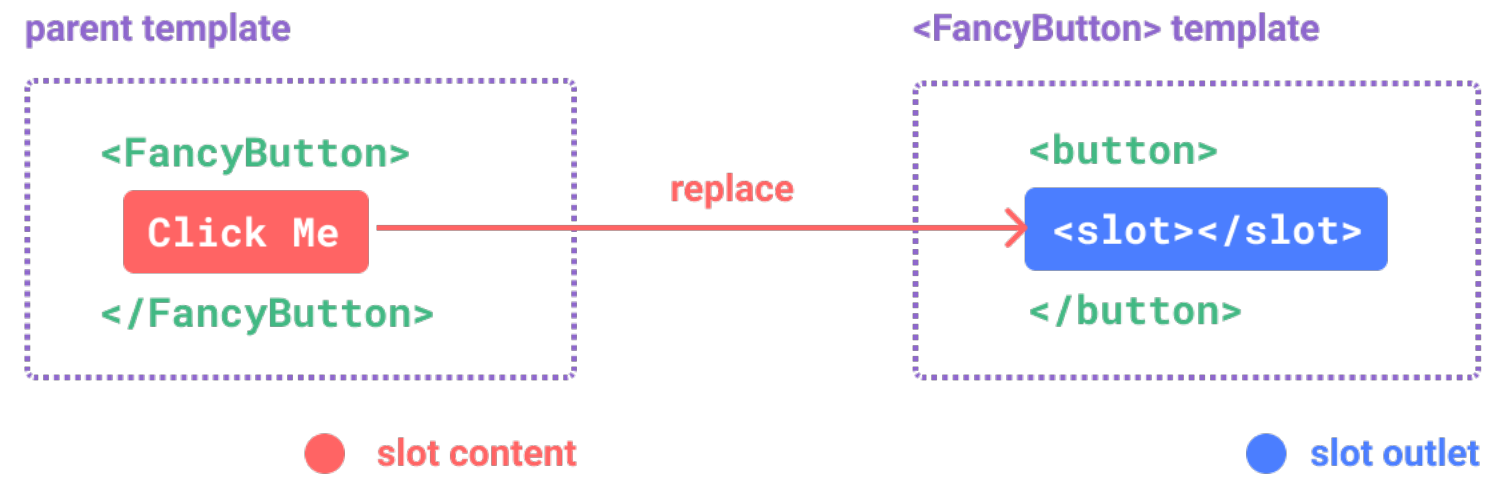 parent template
<FancyButton>
Click Me
</FancyButton>
replace
<FancyButton> template
<button>
<slot></slot>
</button>
slot content
slot outlet